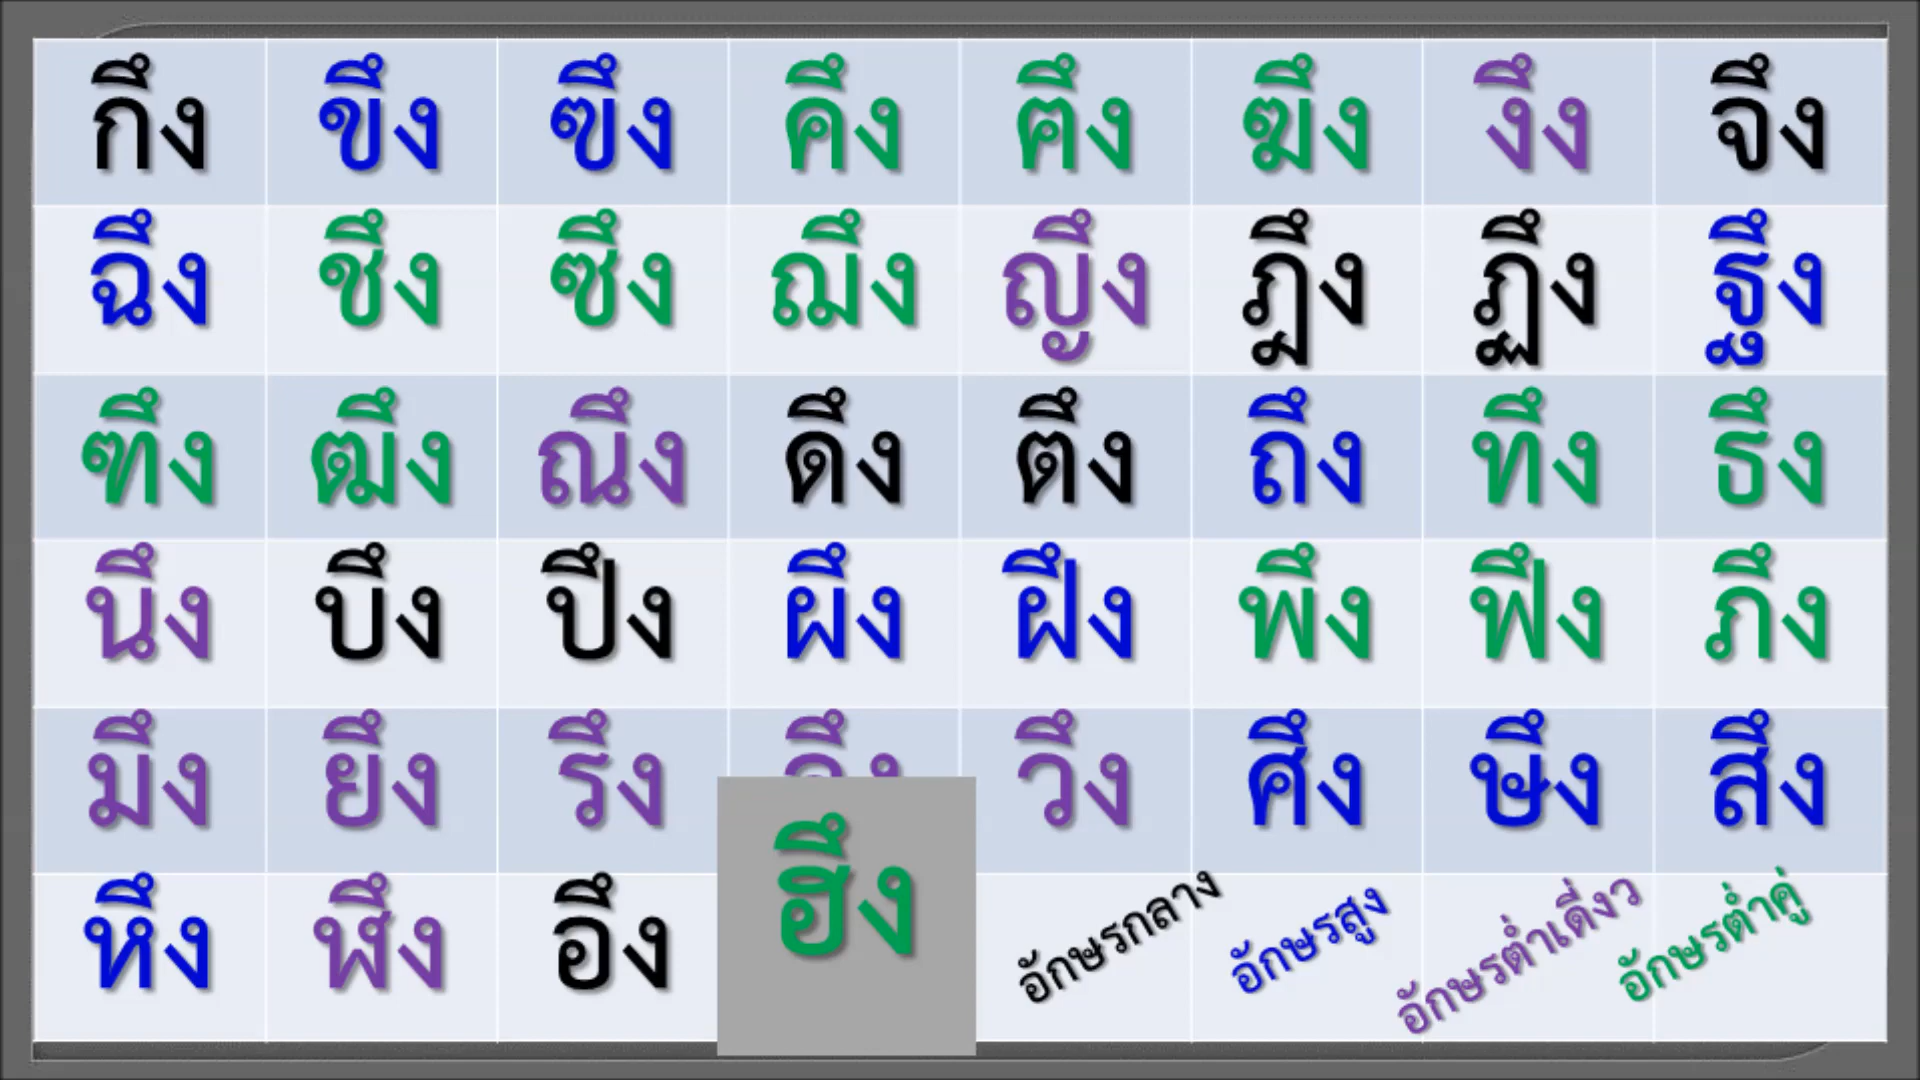 กึง ขึง ฃึง คึง ฅึง ฆึง งึง จึง
ฉึง ชึง ซึง ฌึง ญึง ฎึง ฏึง ฐึง
ฑึง ฒึง ณึง ดึง ตึง ถึง ทึง ธึง
นึง บึง ปึง ผึง ฝึง พึง ฟึง ภึง
มึง ยึง รึง วึง ศึง ษึง สึง
หึง ฬึง อึง ฮึง อักษรกลาง อักษรสูง อักษรต่ำเดี่งว อักษรต่ำคู่